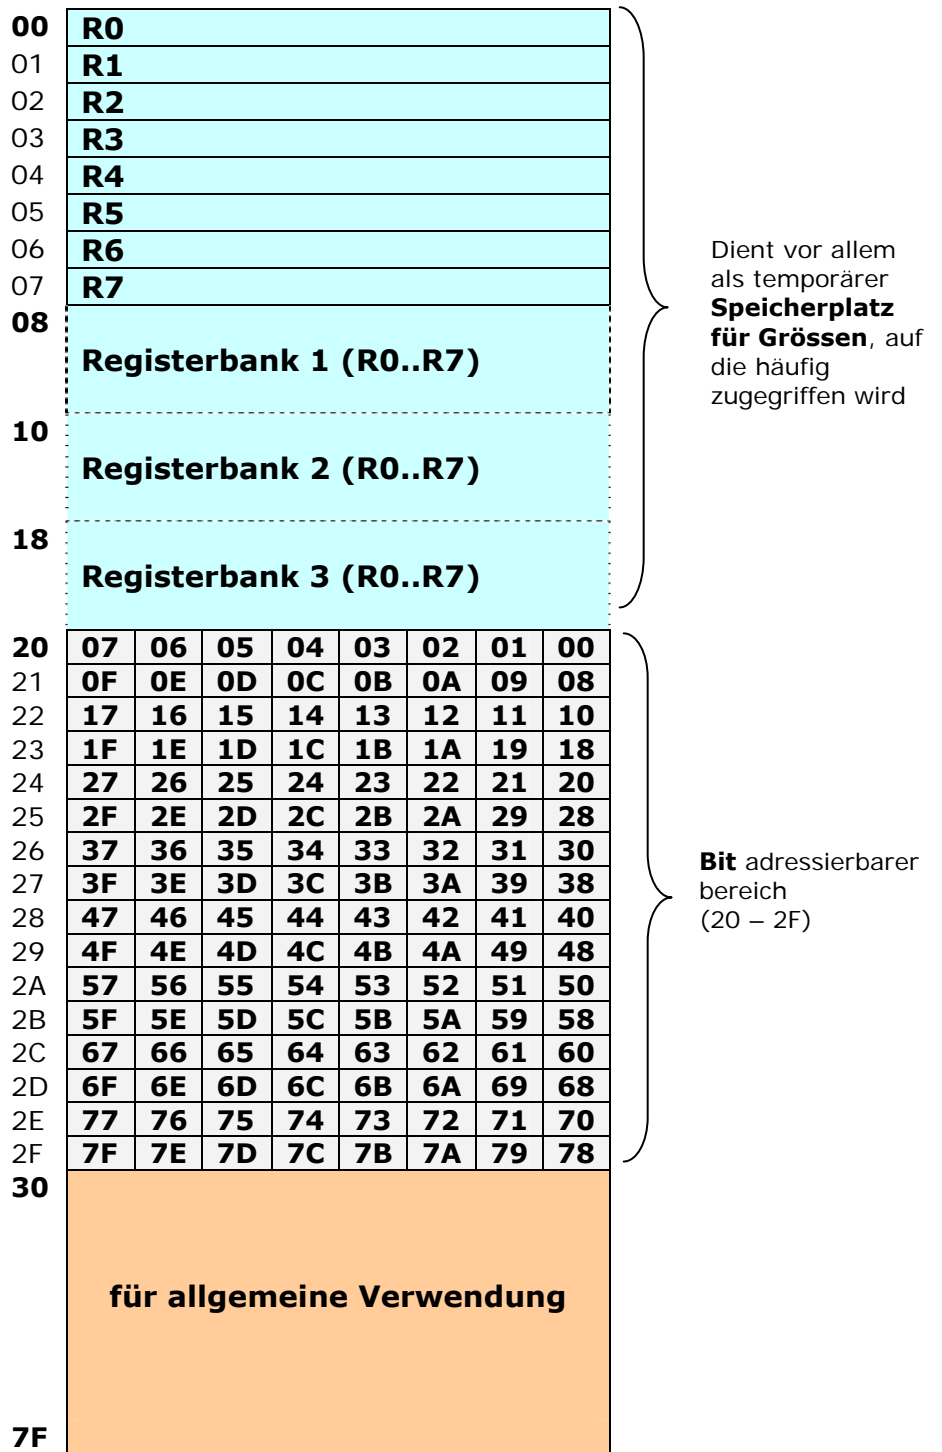 00 R0
01 R1
02 R2
03 R3
04 R4
05 R5
06 R6
07 R7
Dient vor allem
als temporärer
Speicherplatz
für Grössen, auf
die häufig
zugegriffen wird
08
Registerbank 1 (R0..R7)
10
Registerbank 2 (R0..R7)
18
Registerbank 3 (R0..R7)
20 07 06 05 04 03 02 01 00
21 0F 0E 0D 0C 0B 0A 09 08
22 17 16 15 14 13 12 11 10
23 1F 1E 1D 1C 1B 1A 19 18
24 27 26 25 24 23 22 21 20
25 2F 2E 2D 2C 2B 2A 29 28
26 37 36 35 34 33 32 31 30
27 3F 3E 3D 3C 3B 3A 39 38
28 47 46 45 44 43 42 41 40
29 4F 4E 4D 4C 4B 4A 49 48
2A 57 56 55 54 53 52 51 50
2B 5F 5E 5D 5C 5B 5A 59 58
2C 67 66 65 64 63 62 61 60
2D 6F 6E 6D 6C 6B 6A 69 68
2E 77 76 75 74 73 72 71 70
2F 7F 7E 7D 7C 7B 7A 79 78
Bit adressierbarer
bereich
(20 – 2F)
30
für allgemeine Verwendung
7F